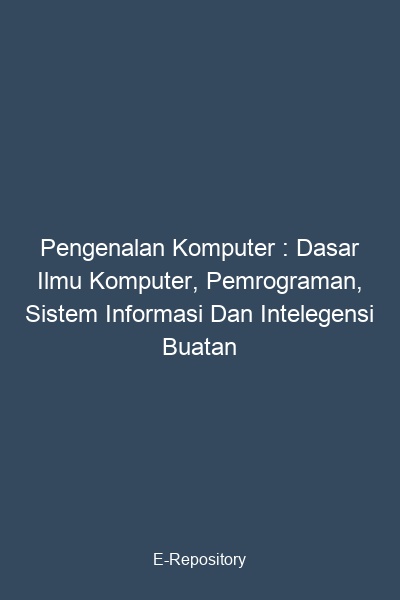 Pengenalan Komputer : Dasar
Ilmu Komputer, Pemrograman,
Sistem Informasi Dan Intelegensi
Buatan
E-Repository